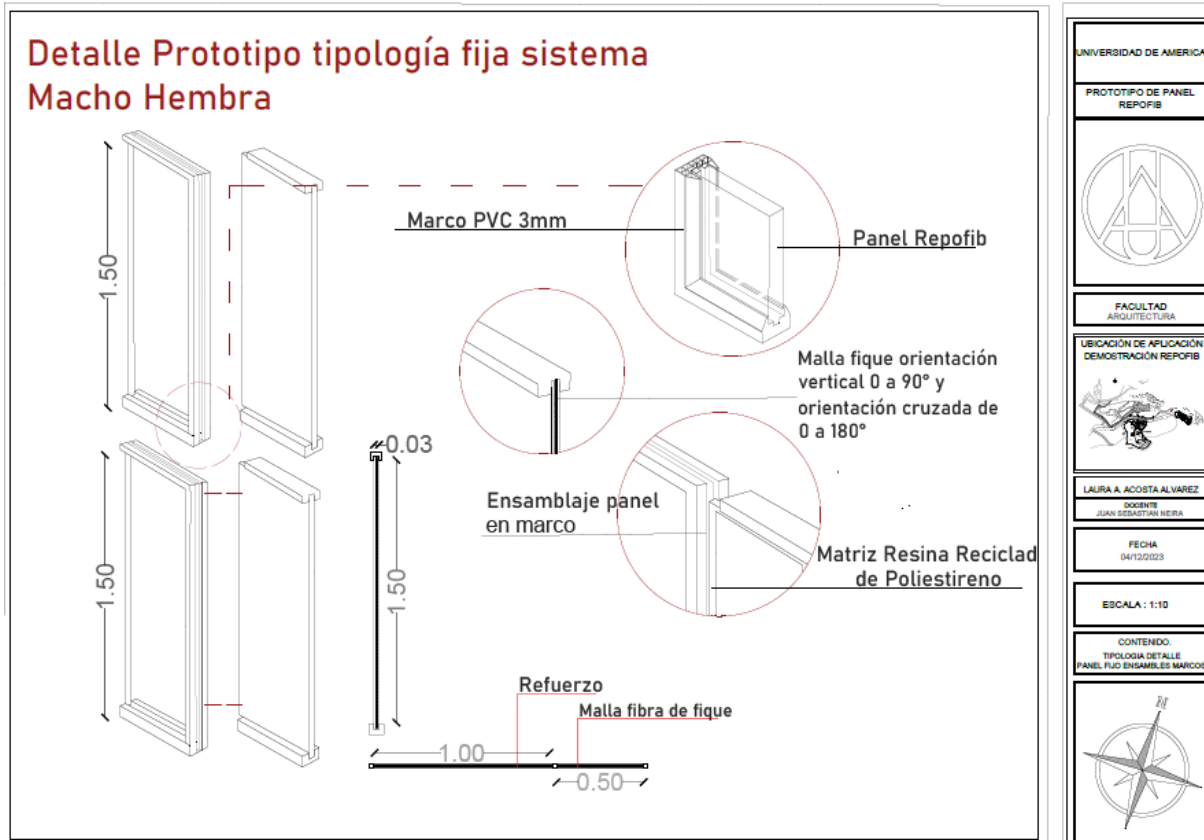 Detalle Prototipo tipología fija sistema
Macho Hembra
1.50
1.50
Marco PVC 3mm
Panel Repofib
Malla fique orientación
vertical 0 a 90° y
orientación cruzada de
0 a 180°
0.03
1.50
Ensamblaje panel
en marco
Matriz Resina Reciclad
de Poliestireno
Refuerzo
Malla fibra de fique
1.00
0.50
UNIVERSIDAD DE AMERICA
PROTOTIPO DE PANEL
REPOFIB
FACULTAD
ARQUITECTURA
UBICACIÓN DE APLICACIÓN
DEMOSTRACIÓN REPOFIB
LAURA A. ACOSTA ALVAREZ
DOCENTE
JUAN SEBASTIAN NEIRA
FECHA
04/12/2023
ESCALA : 1:10
CONTENIDO.
TIPOLOGIA DETALLE
PANEL FIJO ENSAMBLES MARCOS
N